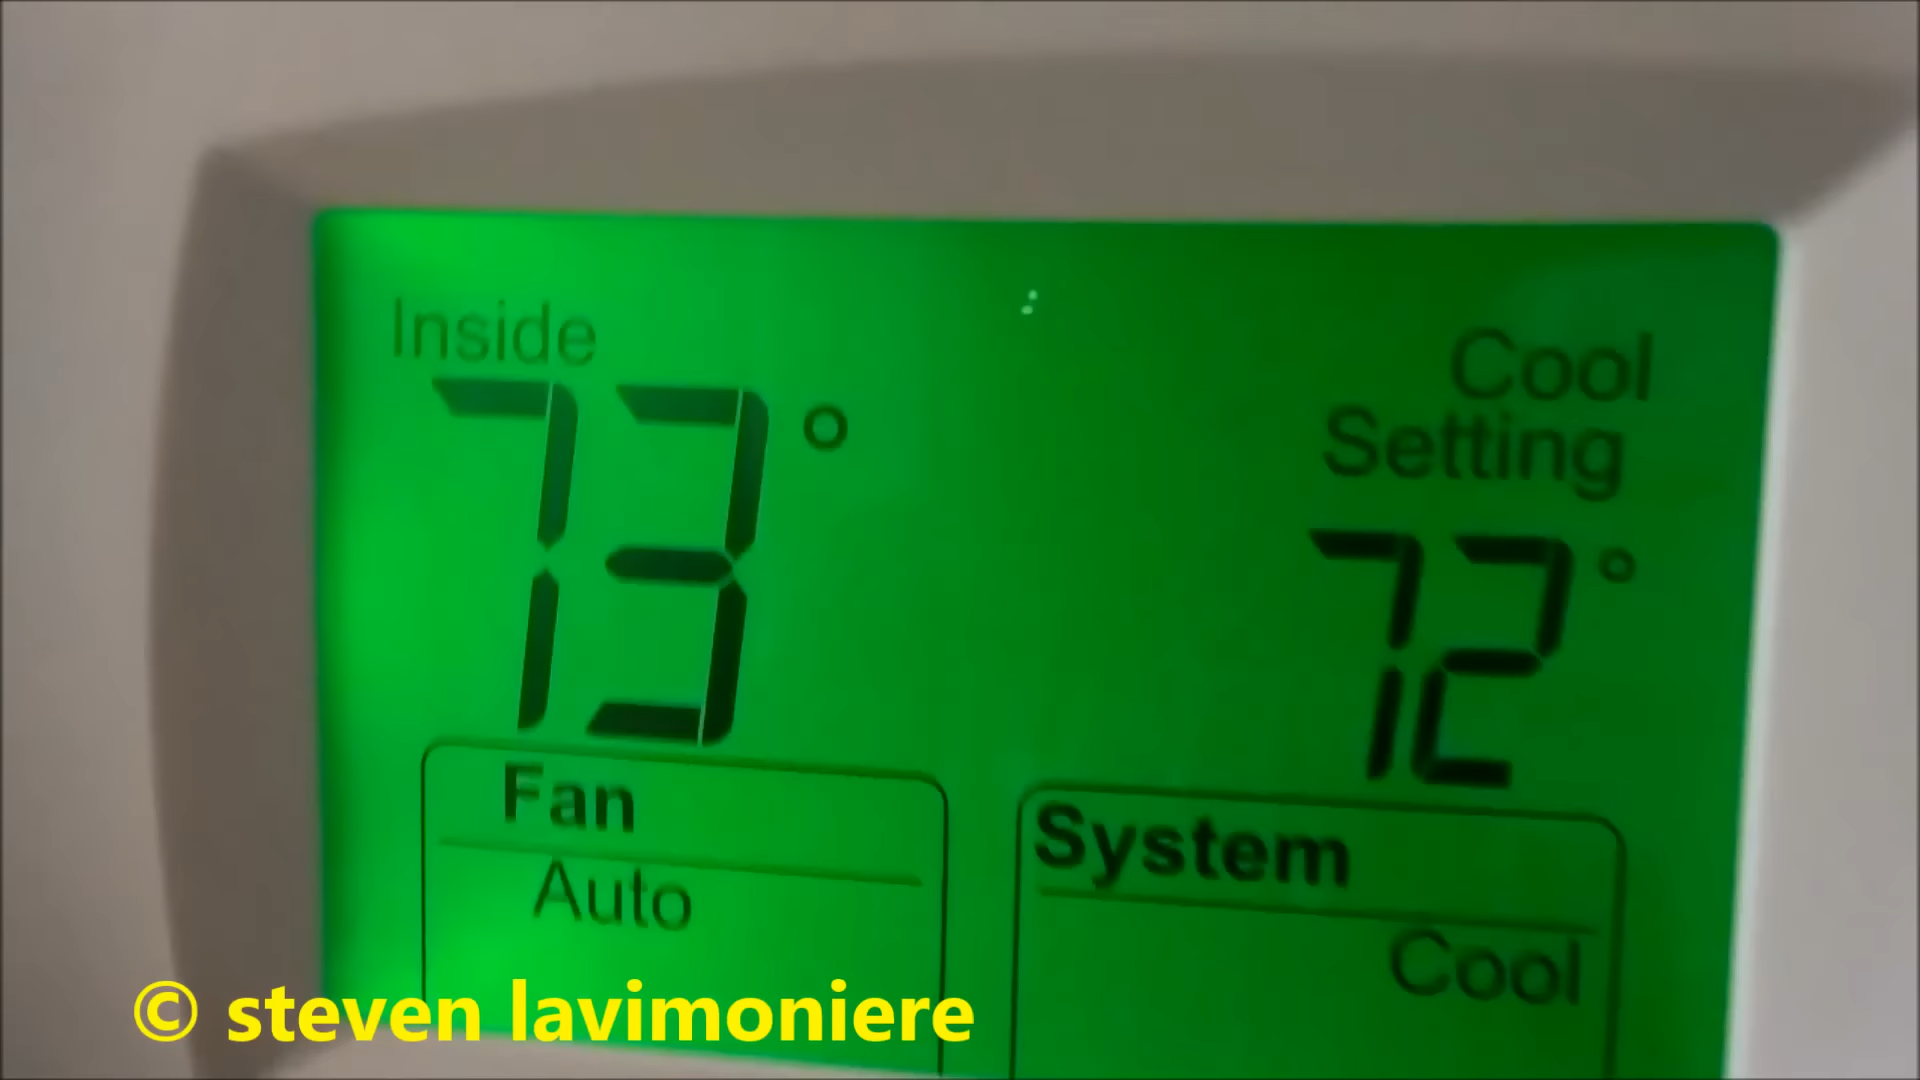 Inside
73°
Cool
Setting
72°
Fan
Auto
System
Cool
© steven lavimoniere